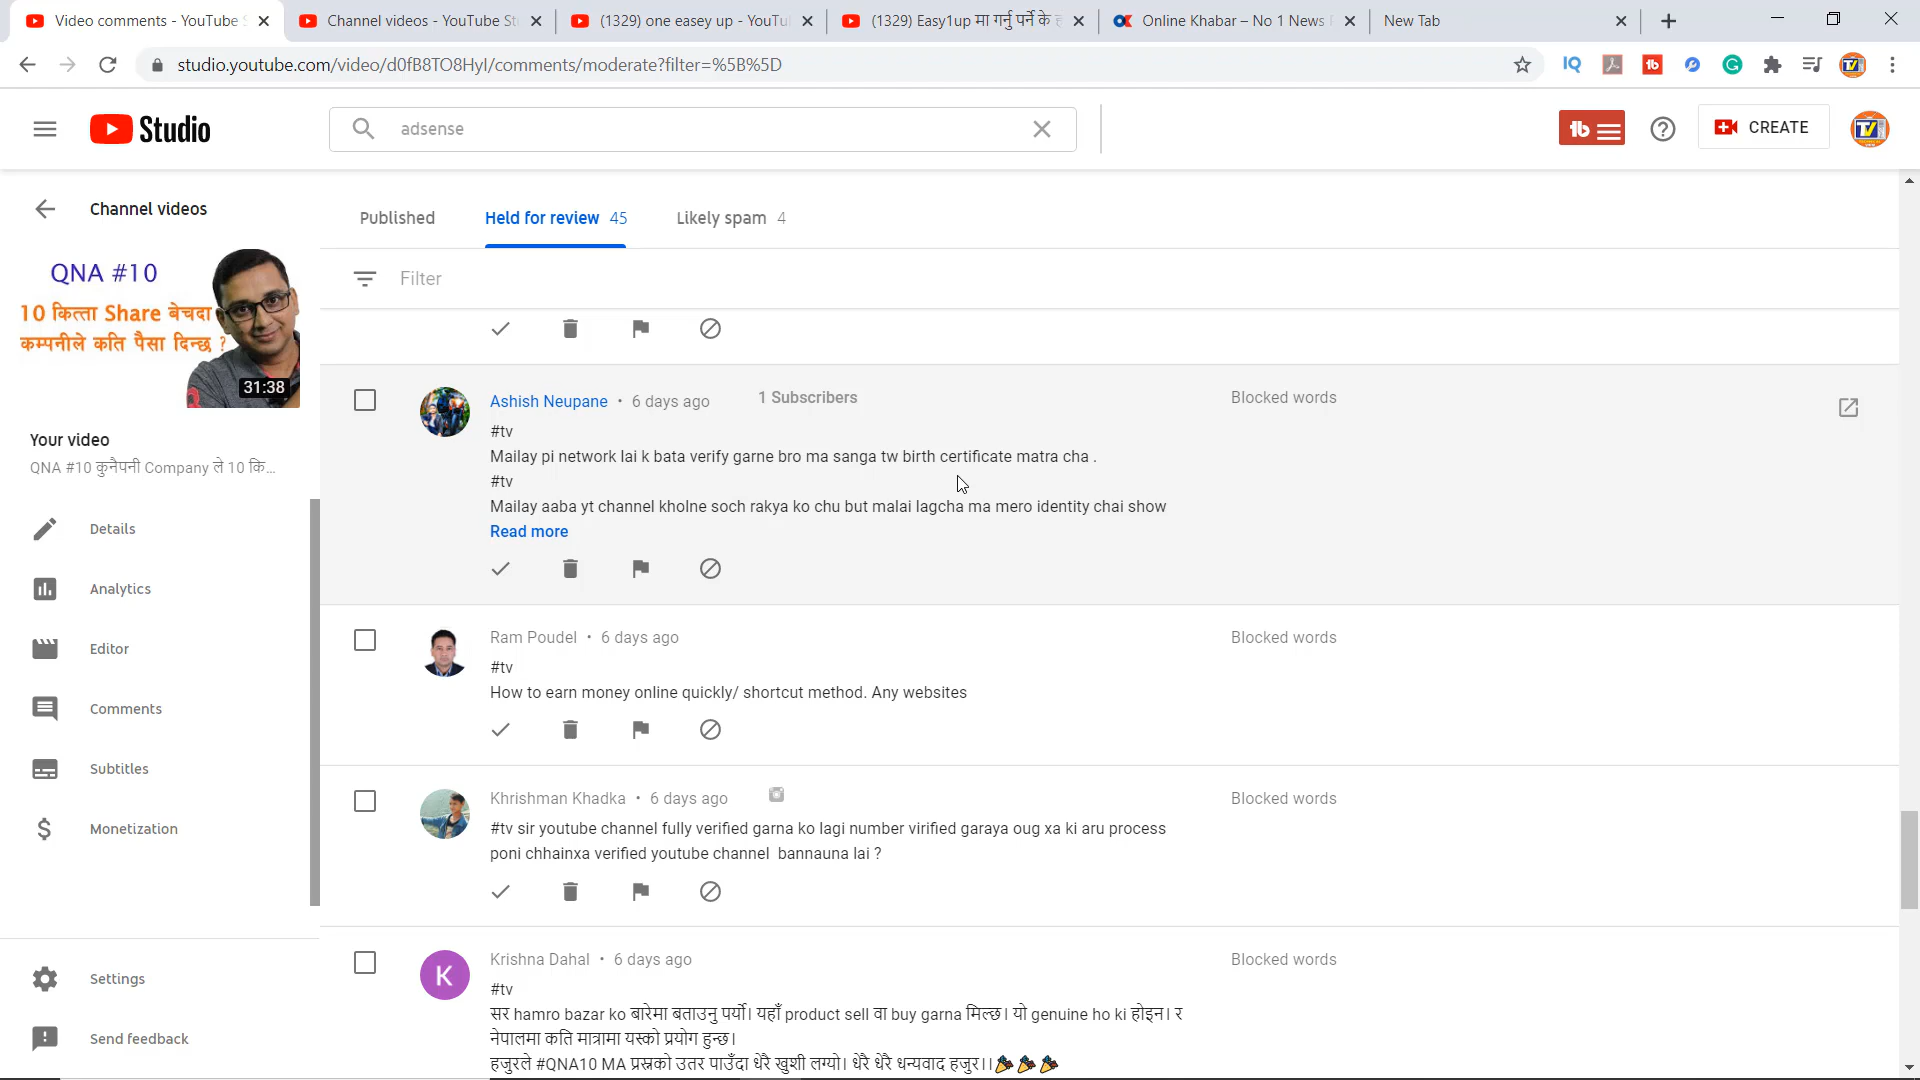 Video comments - YouTube S
Channel videos - YouTube St
(1329) one easey up - YouTu
(1329) Easy1up मा गर्नु पर्ने के
Online Khabar – No 1 News
New Tab
studio.youtube.com/video/d0fB8TO8HyI/comments/moderate?filter=%5B%5D
Studio
adsense
CREATE
Channel videos
Published
Held for review 45
Likely spam 4
QNA #10
10 कित्ता Share बेचदा
कम्पनीले कति पैसा दिन्छ ?
31:38
Filter
Your video
QNA #10 कुनैपनी Company ले 10 कि...
Details
Analytics
Editor
Comments
Subtitles
Monetization
Settings
Send feedback
Ashish Neupane • 6 days ago
1 Subscribers
Blocked words
#tv
Mailay pi network lai k bata verify garne bro ma sanga tw birth certificate matra cha .
#tv
Mailay aaba yt channel kholne soch rakya ko chu but malai lagcha ma mero identity chai show
Read more
Ram Poudel • 6 days ago
Blocked words
#tv
How to earn money online quickly/ shortcut method. Any websites
Khrishman Khadka • 6 days ago
Blocked words
#tv sir youtube channel fully verified garna ko lagi number virified garaya oug xa ki aru process
poni chhainxa verified youtube channel bannauna lai ?
K
Krishna Dahal • 6 days ago
Blocked words
#tv
सर hamro bazar ko बारेमा बताउनु पर्यो। यहाँ product sell वा buy garna मिल्छ। यो genuine ho ki होइन। र
नेपालमा कति मात्रामा यस्को प्रयोग हुन्छ।
हजुरले #QNA10 MA प्रस्नको उतर पाउँदा धेरै खुशी लग्यो। धेरै धेरै धन्यवाद हजुर।।🎉🎉🎉